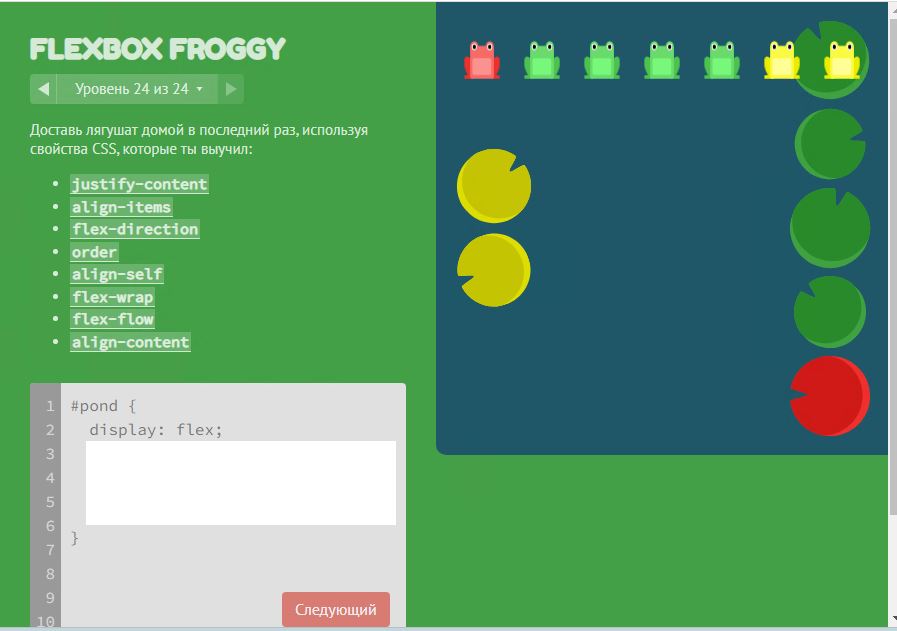 FLEXBOX FROGGY
Уровень 24 из 24
Доставь лягушат домой в последний раз, используя
свойства CSS, которые ты выучил:
justify-content
align-items
flex-direction
order
align-self
flex-wrap
flex-flow
align-content
1 #pond {
2 display: flex;
3
4
5
6
7 }
8
9
10
Следующий